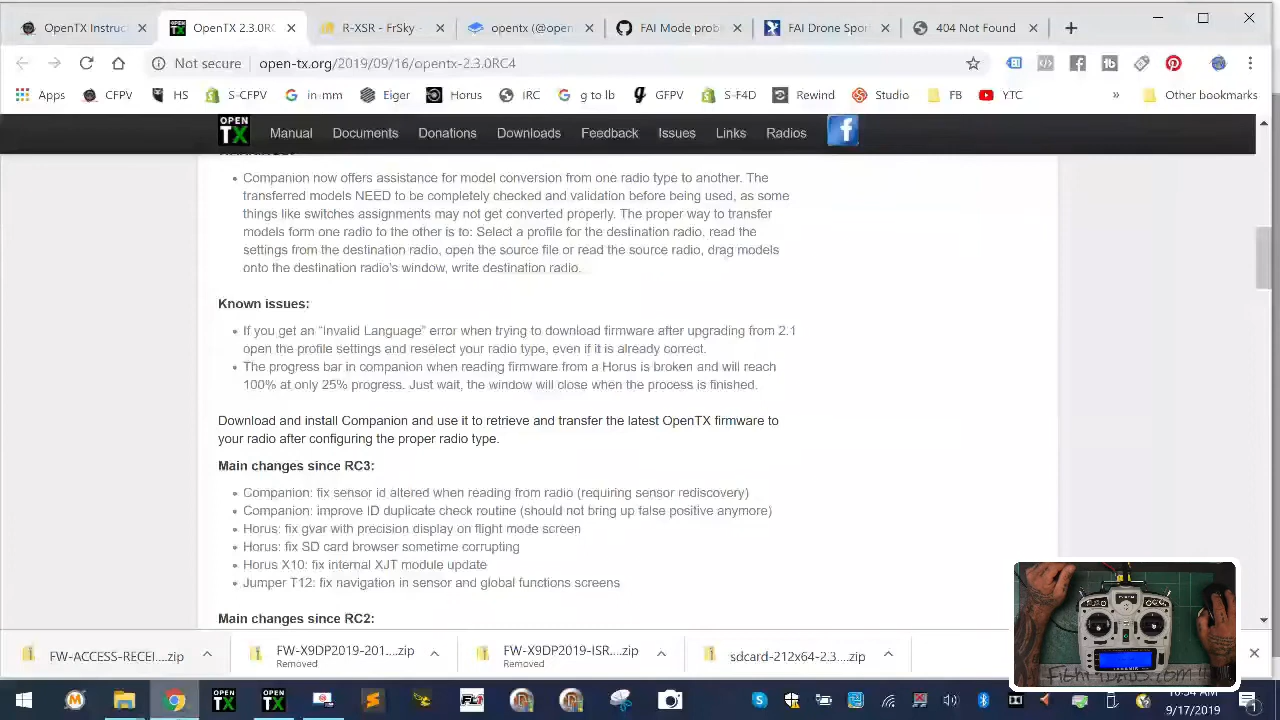 OpenTX Instruc
OpenTX 2.3.0RC
R-XSR - FrSky -
opentx (@open
FAI Mode prob
FAI Drone Spor
404 Not Found
Not secure
open-tx.org/2019/09/16/opentx-2.3.0RC4
Apps
CFPV
HS
S-CFPV
in-mm
Eiger
Horus
IRC
g to lb
GFPV
S-F4D
Rewind
Studio
FB
YTC
»
Other bookmarks
OPEN TX
Manual
Documents
Donations
Downloads
Feedback
Issues
Links
Radios
Companion now offers assistance for model conversion from one radio type to another. The
transferred models NEED to be completely checked and validation before being used, as some
things like switches assignments may not get converted properly. The proper way to transfer
models form one radio to the other is to: Select a profile for the destination radio. read the
settings from the destination radio, open the source file or read the source radio, drag models
onto the destination radio's window, write destination radio.
Known issues:
If you get an “Invalid Language” error when trying to download firmware after upgrading from 2.1
open the profile settings and reselect your radio type, even if it is already correct.
The progress bar in companion when reading firmware from a Horus is broken and will reach
100% at only 25% progress. Just wait, the window will close when the process is finished.
Download and install Companion and use it to retrieve and transfer the latest OpenTX firmware to
your radio after configuring the proper radio type.
Main changes since RC3:
Companion: fix sensor id altered when reading from radio (requiring sensor rediscovery)
Companion: improve ID duplicate check routine (should not bring up false positive anymore)
Horus: fix gvar with precision display on flight mode screen
Horus: fix SD card browser sometime corrupting
Horus X10: fix internal XJT module update
Jumper T12: fix navigation in sensor and global functions screens
Main changes since RC2:
FW-ACCESS-RECEI....zip
FW-X9DP2019-201....zip
Removed
FW-X9DP2019-ISR....zip
Removed
sdcard-212x64-2.3....zip
9/17/2019